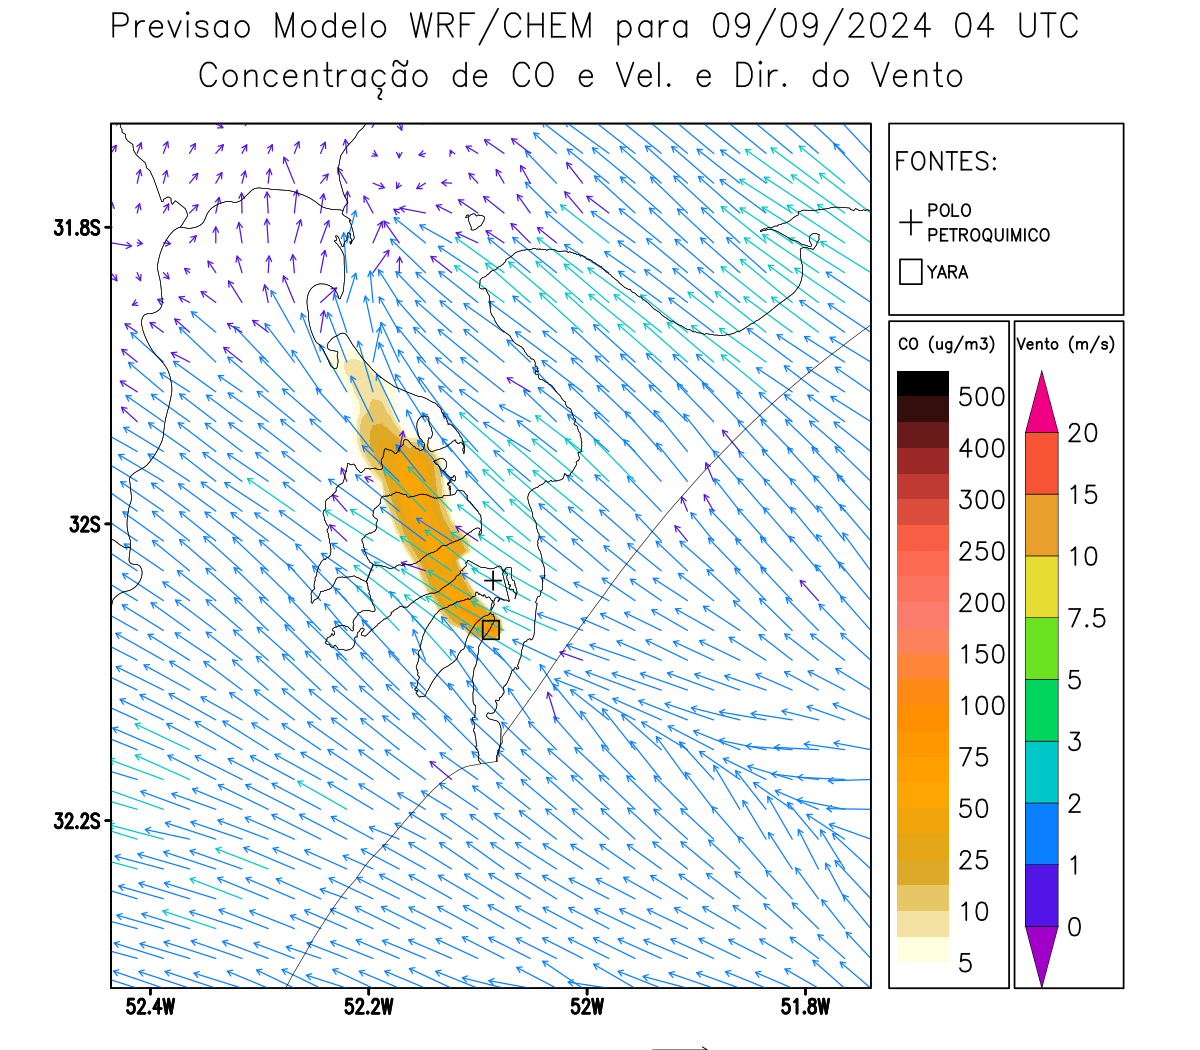 Previsao Modelo WRF/CHEM para 09/09/2024 04 UTC
Concentração de CO e Vel. e Dir. do Vento
FONTES:
POLO
PETROQUIMICO
YARA
31.8S
32S
32.2S
52.4W
52.2W
52W
51.8W
CO (ug/m3)
500
400
300
250
200
150
100
75
50
25
10
5
Vento (m/s)
20
15
10
7.5
5
3
2
1
0